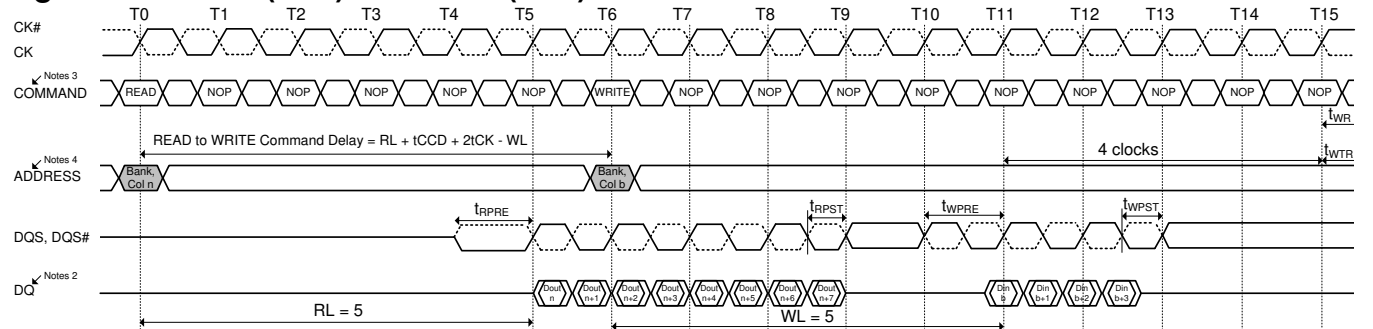 T0 T1 T2 T3 T4 T5 T6 T7 T8 T9 T10 T11 T12 T13 T14 T15
CK#
CK
Notes 3
COMMAND
READ NOP NOP NOP NOP NOP WRITE NOP NOP NOP NOP NOP NOP NOP NOP NOP
tWR
READ to WRITE Command Delay = RL + tCCD + 2tCK - WL
4 clocks
tWTR
Notes 4
ADDRESS
Bank, Col n
Bank, Col b
tRPRE
tRPST
tWPRE
tWPST
DQS, DQS#
Notes 2
DQ
Dout n
Dout n+1
Dout n+2
Dout n+3
Dout n+4
Dout n+5
Dout n+6
Dout n+7
Din b
Din b+1
Din b+2
Din b+3
RL = 5
WL = 5